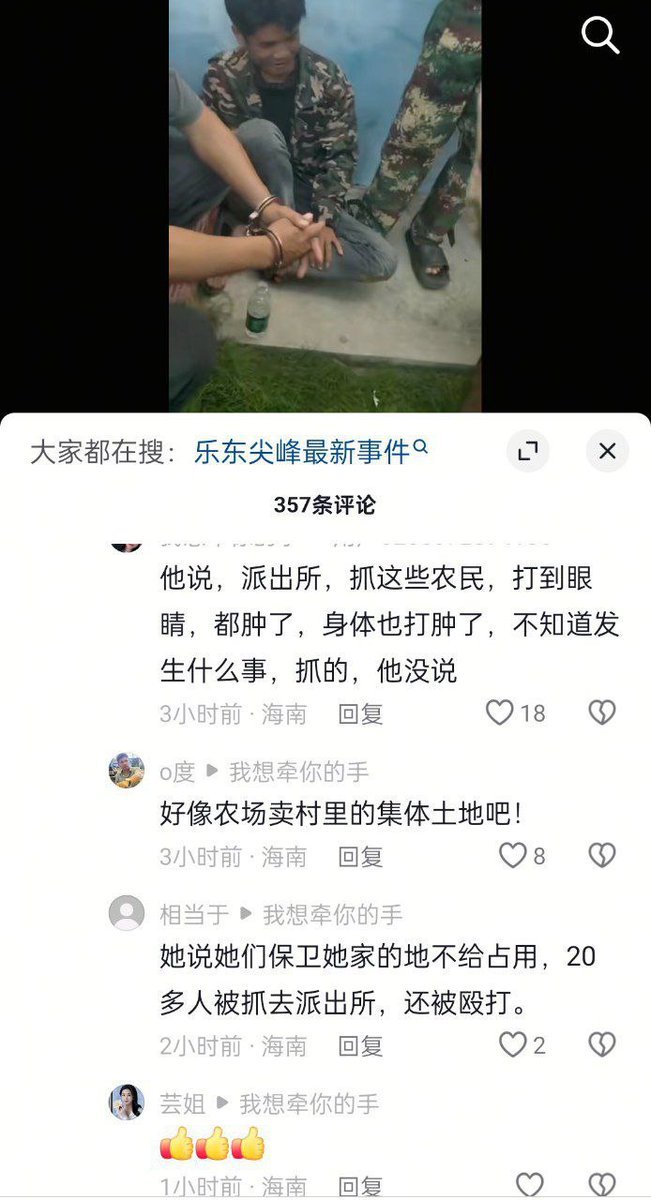 大家都在搜：乐东尖峰最新事件
357条评论
他说，派出所，抓这些农民，打到眼
睛，都肿了，身体也打肿了，不知道发
生什么事，抓的，他没说
3小时前 · 海南 回复 18
o度 ▶ 我想牵你的手
好像农场卖村里的集体土地吧！
3小时前 · 海南 回复 8
相当于 ▶ 我想牵你的手
她说她们保卫她家的地不给占用，20
多人被抓去派出所，还被殴打。
2小时前 · 海南 回复 2
芸姐 ▶ 我想牵你的手
👍👍👍
1小时前 · 海南 回复